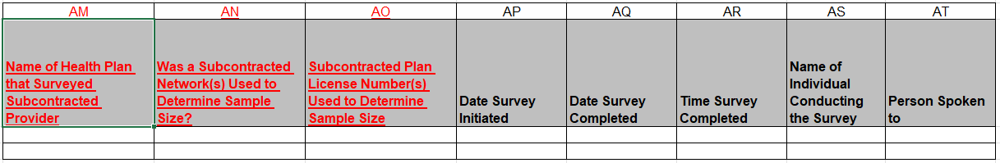 AM AN AO AP AQ AR AS AT
Name of Health Plan
that Surveyed
Subcontracted
Provider
Was a Subcontracted
Network(s) Used to
Determine Sample
Size?
Subcontracted Plan
License Number(s)
Used to Determine
Sample Size
Date Survey
Initiated
Date Survey
Completed
Time Survey
Completed
Name of
Individual
Conducting
the Survey
Person Spoken
to